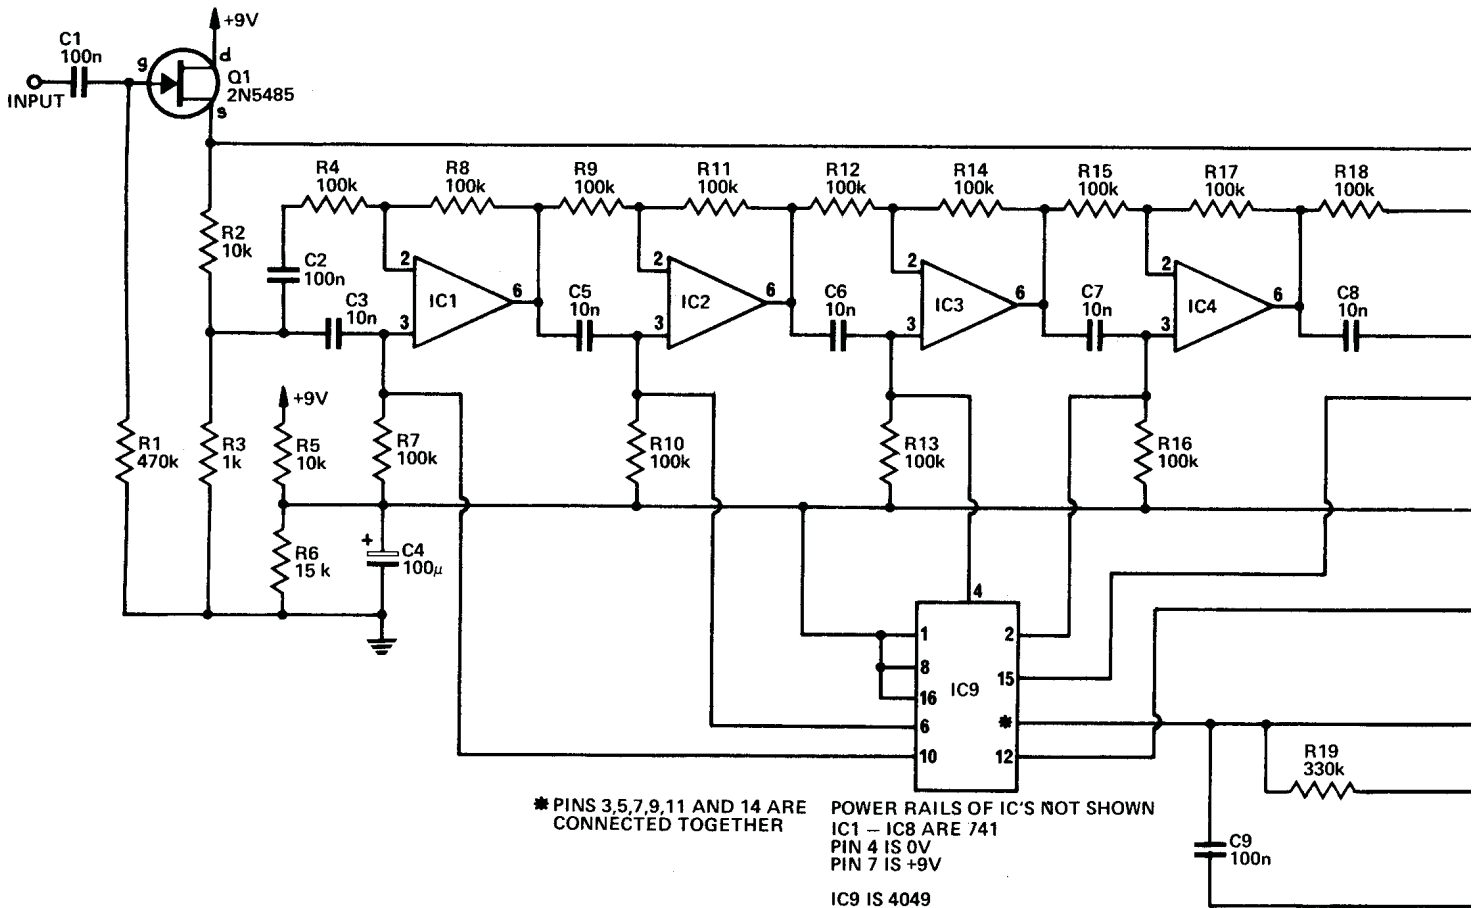 +9V
C1
100n
g
d
Q1
2N5485
s
INPUT
R4
100k
R8
100k
R9
100k
R11
100k
R12
100k
R14
100k
R15
100k
R17
100k
R18
100k
R2
10k
C2
100n
C3
10n
2
3
IC1
6
C5
10n
2
3
IC2
6
C6
10n
2
3
IC3
6
C7
10n
2
3
IC4
6
C8
10n
+9V
R1
470k
R3
1k
R5
10k
R7
100k
R10
100k
R13
100k
R16
100k
R6
15 k
+
C4
100μ
4
1
8
16
6
10
IC9
2
15
*
12
R19
330k
C9
100n
* PINS 3,5,7,9,11 AND 14 ARE
CONNECTED TOGETHER
POWER RAILS OF IC'S NOT SHOWN
IC1 – IC8 ARE 741
PIN 4 IS 0V
PIN 7 IS +9V
IC9 IS 4049